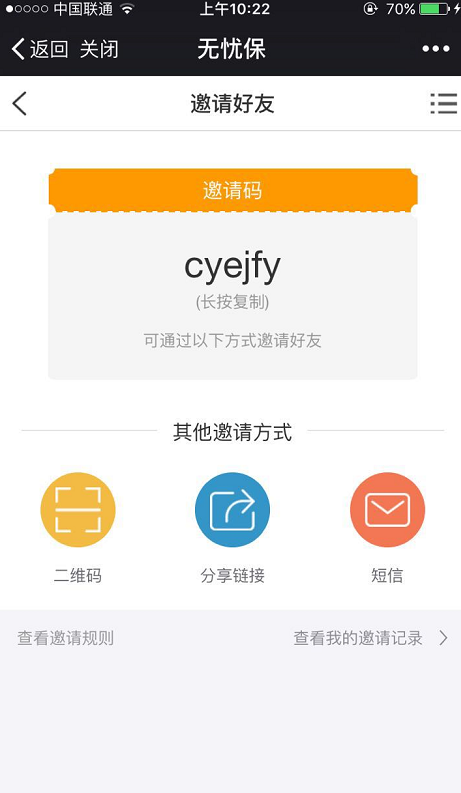 中国联通 上午10:22 70%
返回 关闭 无忧保
邀请好友
邀请码
cyejfy
(长按复制)
可通过以下方式邀请好友
其他邀请方式
二维码 分享链接 短信
查看邀请规则 查看我的邀请记录